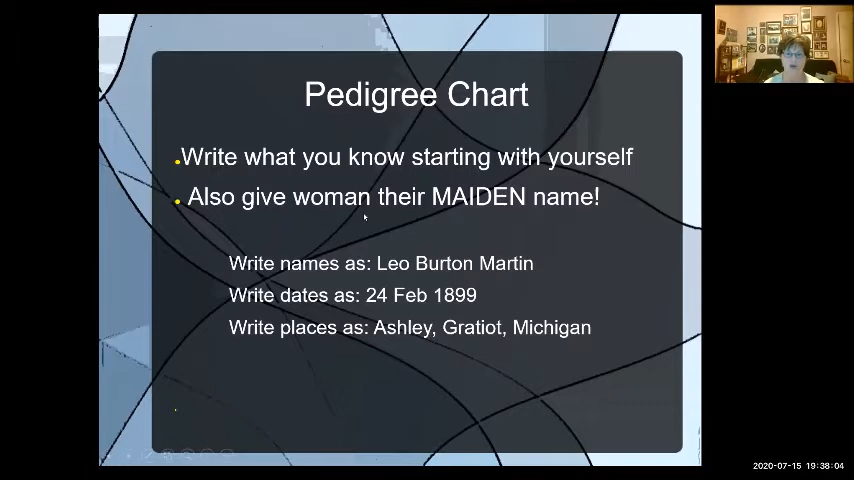 Pedigree Chart
Write what you know starting with yourself
Also give woman their MAIDEN name!
Write names as: Leo Burton Martin
Write dates as: 24 Feb 1899
Write places as: Ashley, Gratiot, Michigan
2020-07-15 19:38:04